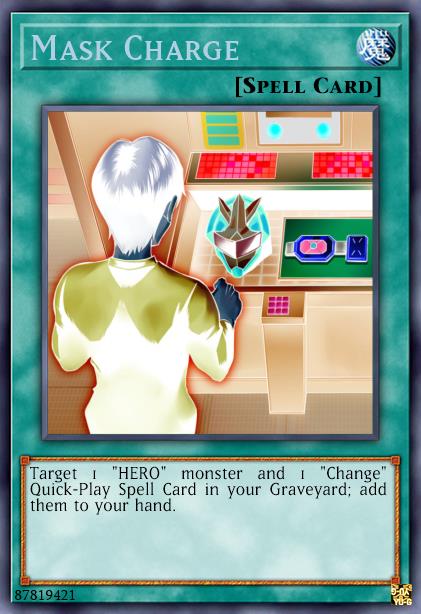 Mask Charge
魔
[Spell Card]
Target 1 "HERO" monster and 1 "Change"
Quick-Play Spell Card in your Graveyard; add
them to your hand.
87819421